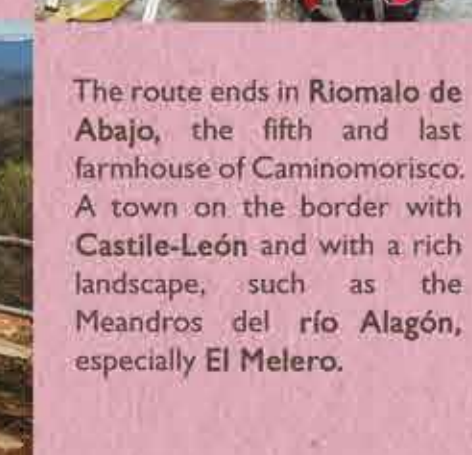 The route ends in Riomalo de
Abajo, the fifth and last
farmhouse of Caminomorisco.
A town on the border with
Castile-León and with a rich
landscape, such as the
Meandros del río Alagón,
especially El Melero.